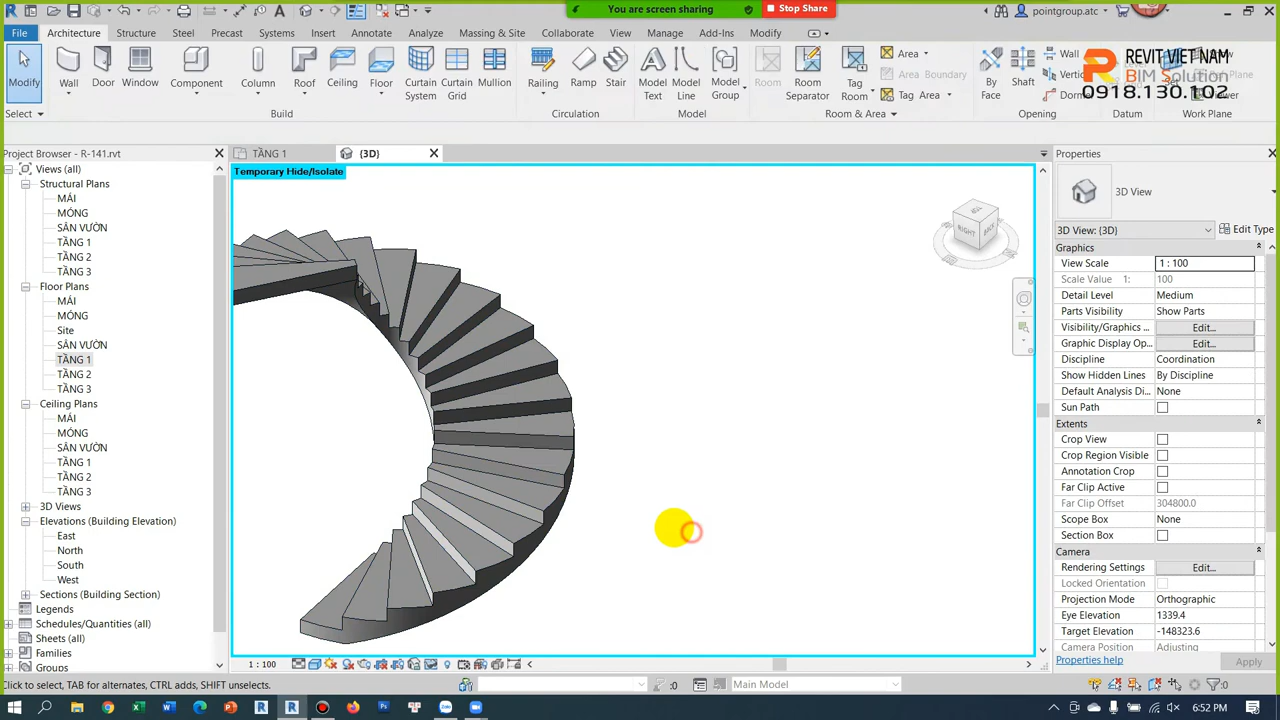 You are screen sharing
Stop Share
pointgroup.atc
File
Architecture
Structure
Steel
Precast
Systems
Insert
Annotate
Analyze
Massing & Site
Collaborate
View
Manage
Add-Ins
Modify
Modify
Wall
Door
Window
Component
Column
Roof
Ceiling
Floor
Curtain System
Curtain Grid
Mullion
Railing
Ramp
Stair
Model Text
Model Line
Model Group
Room
Room Separator
Tag Room
Area
Area Boundary
Tag Area
By Face
Shaft
Wall
REVIT VIET NAM
BIM Solution
0918.130.102
Select
Build
Circulation
Model
Room & Area
Opening
Datum
Work Plane
Project Browser - R-141.rvt
TẦNG 1
{3D}
Properties
Temporary Hide/Isolate
Views (all)
Structural Plans
MÁI
MÓNG
SÂN VƯỜN
TẦNG 1
TẦNG 2
TẦNG 3
Floor Plans
MÁI
MÓNG
Site
SÂN VƯỜN
TẦNG 1
TẦNG 2
TẦNG 3
Ceiling Plans
MÁI
MÓNG
SÂN VƯỜN
TẦNG 1
TẦNG 2
TẦNG 3
3D Views
Elevations (Building Elevation)
East
North
South
West
Sections (Building Section)
Legends
Schedules/Quantities (all)
Sheets (all)
Families
Groups
RIGHT
BACK
3D View
3D View: {3D}
Edit Type
Graphics
View Scale 1 : 100
Scale Value 1: 100
Detail Level Medium
Parts Visibility Show Parts
Visibility/Graphics ... Edit...
Graphic Display Op... Edit...
Discipline Coordination
Show Hidden Lines By Discipline
Default Analysis Di... None
Sun Path
Extents
Crop View
Crop Region Visible
Annotation Crop
Far Clip Active
Far Clip Offset 304800.0
Scope Box None
Section Box
Camera
Rendering Settings Edit...
Locked Orientation
Projection Mode Orthographic
Eye Elevation 1339.4
Target Elevation -148323.6
Camera Position Adjusting
Properties help
Apply
1 : 100
Click to select, TAB for alternates, CTRL adds, SHIFT unselects.
:0
Main Model
:0
6:52 PM